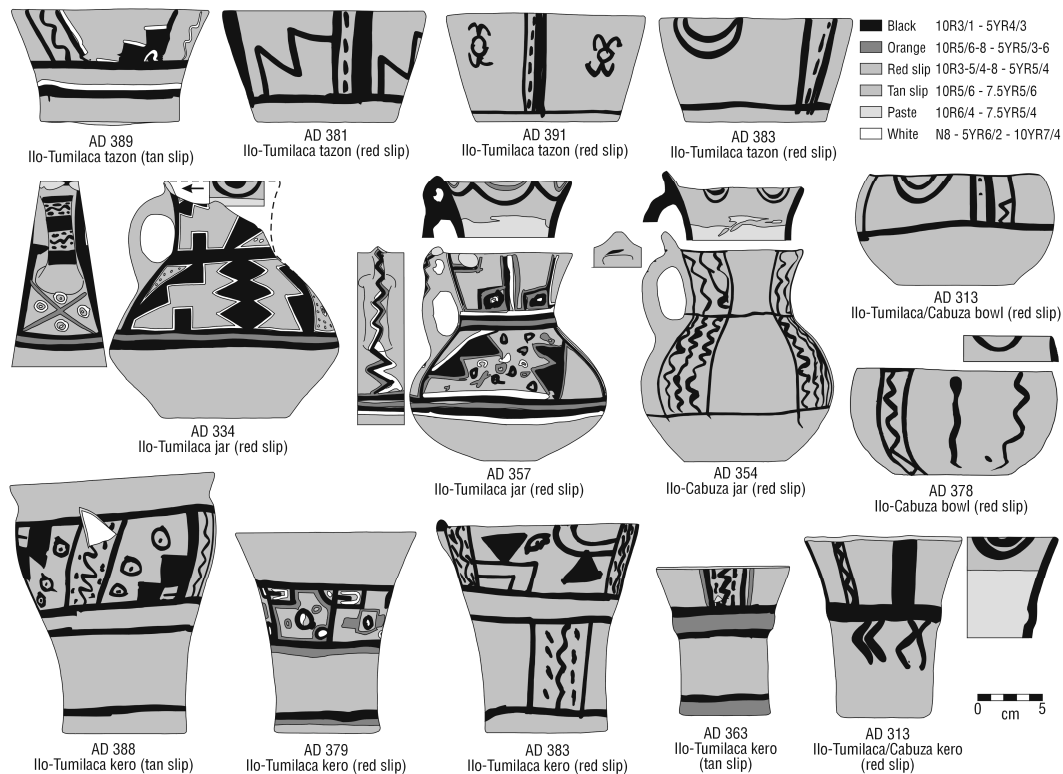 Black 10R3/1 - 5YR4/3
Orange 10R5/6-8 - 5YR5/3-6
Red slip 10R3-5/4-8 - 5YR5/4
Tan slip 10R5/6 - 7.5YR5/6
Paste 10R6/4 - 7.5YR5/4
White N8 - 5YR6/2 - 10YR7/4
AD 389
Ilo-Tumilaca tazon (tan slip)
AD 381
Ilo-Tumilaca tazon (red slip)
AD 391
Ilo-Tumilaca tazon (red slip)
AD 383
Ilo-Tumilaca tazon (red slip)
AD 313
Ilo-Tumilaca/Cabuza bowl (red slip)
AD 334
Ilo-Tumilaca jar (red slip)
AD 357
Ilo-Tumilaca jar (red slip)
AD 354
Ilo-Cabuza jar (red slip)
AD 378
Ilo-Cabuza bowl (red slip)
AD 388
Ilo-Tumilaca kero (tan slip)
AD 379
Ilo-Tumilaca kero (red slip)
AD 383
Ilo-Tumilaca kero (red slip)
AD 363
Ilo-Tumilaca kero
(tan slip)
AD 313
Ilo-Tumilaca/Cabuza kero
(red slip)
0 cm 5